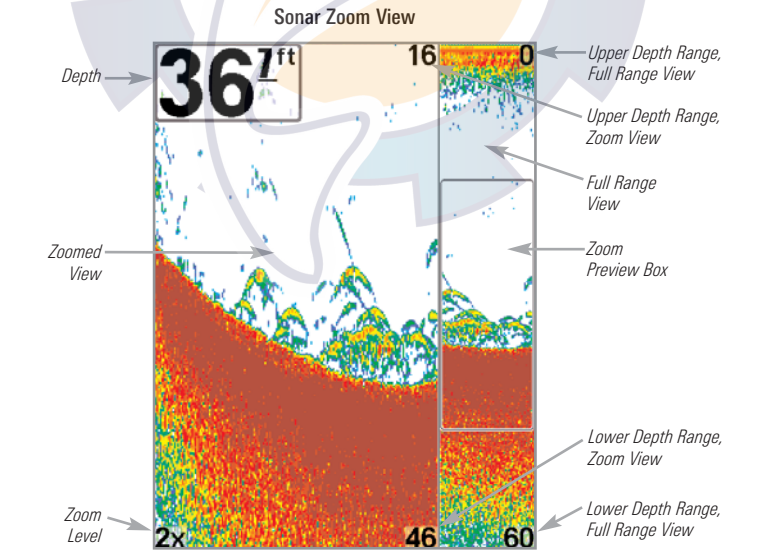 Sonar Zoom View
Depth
367ft
16
0
Upper Depth Range,
Full Range View
Upper Depth Range,
Zoom View
Full Range
View
Zoomed
View
Zoom
Preview Box
Lower Depth Range,
Zoom View
Zoom
Level
2x
46
60
Lower Depth Range,
Full Range View